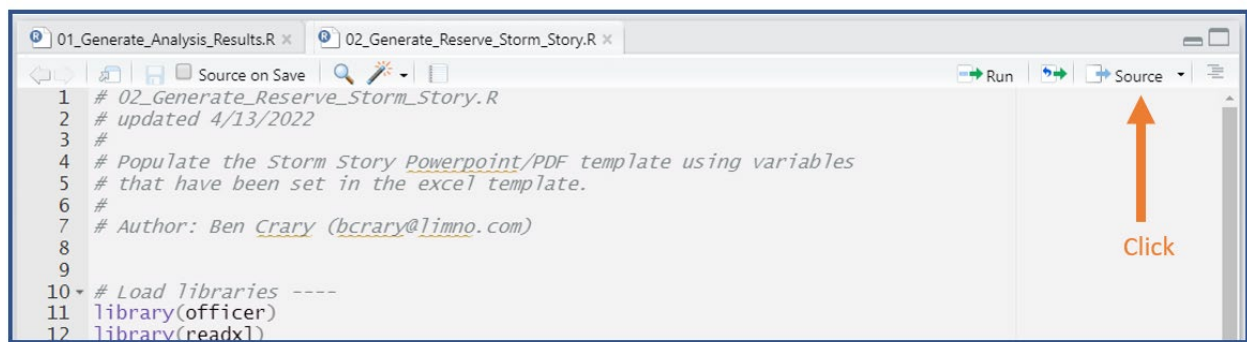 01_Generate_Analysis_Results.R × 02_Generate_Reserve_Storm_Story.R ×
Source on Save Run Source
1 # 02_Generate_Reserve_Storm_Story.R
2 # updated 4/13/2022
3 #
4 # Populate the Storm Story Powerpoint/PDF template using variables
5 # that have been set in the excel template.
6 #
7 # Author: Ben Crary (bcrary@limno.com)
8
9
10 # Load libraries ----
11 library(officer)
12 library(readxl)
Click